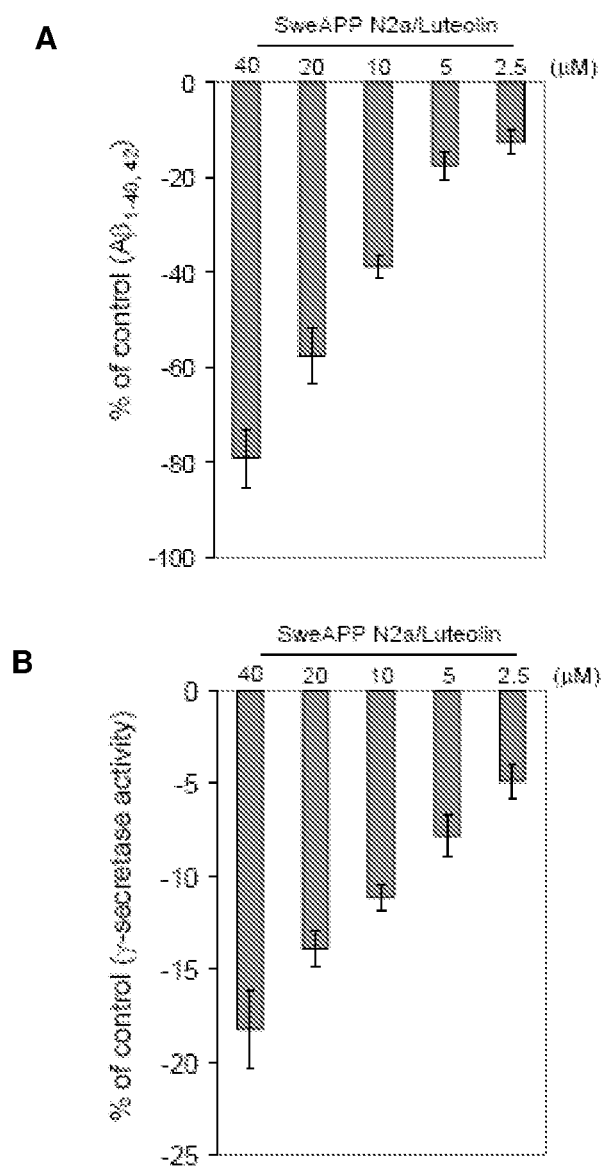 A
SweAPP N2a/Luteolin
40 20 10 5 2.5 (μM)
0
-20
-40
-60
-80
-100
% of control (Aβ1-40, 42)
B
SweAPP N2a/Luteolin
40 20 10 5 2.5 (μM)
0
-5
-10
-15
-20
-25
% of control (γ-secretase activity)